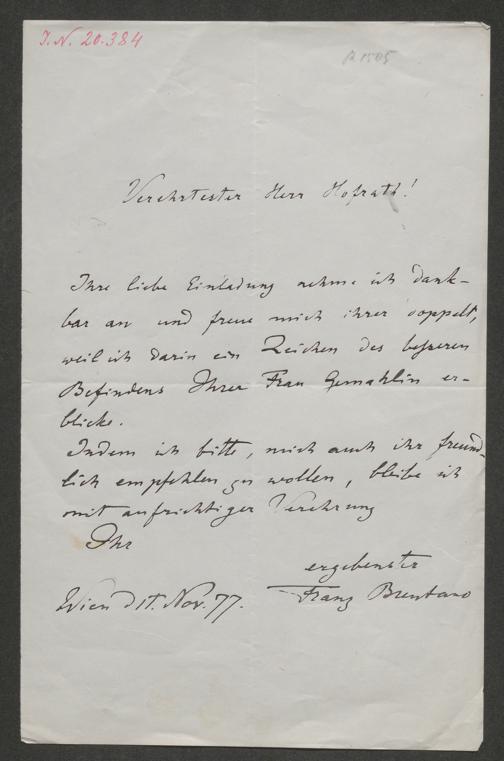 J.N. 20.384
Verehrtester Herr Hofrath!
Ihre liebe Einladung nehme ich dank-
bar an und freue mich ihrer doppelt,
weil ich darin ein Zeichen des besseren
Befindens Ihrer Frau Gemahlin er-
blicke.
Indem ich bitte, mich auch ihr freund-
lich empfehlen zu wollen, bleibe ich
mit aufrichtiger Verehrung
Ihr
ergebenster
Franz Brentano
Wien d. Nov. 77.